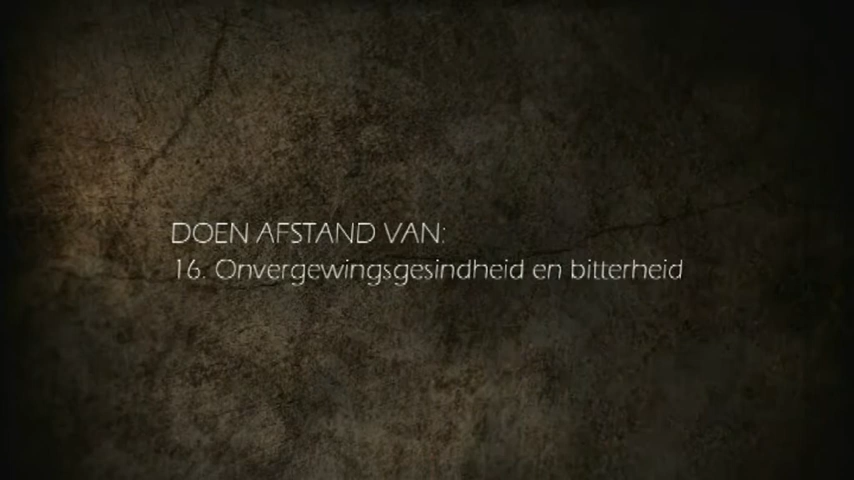 DOEN AFSTAND VAN:
16. Onvergewingsgesindheid en bitterheid